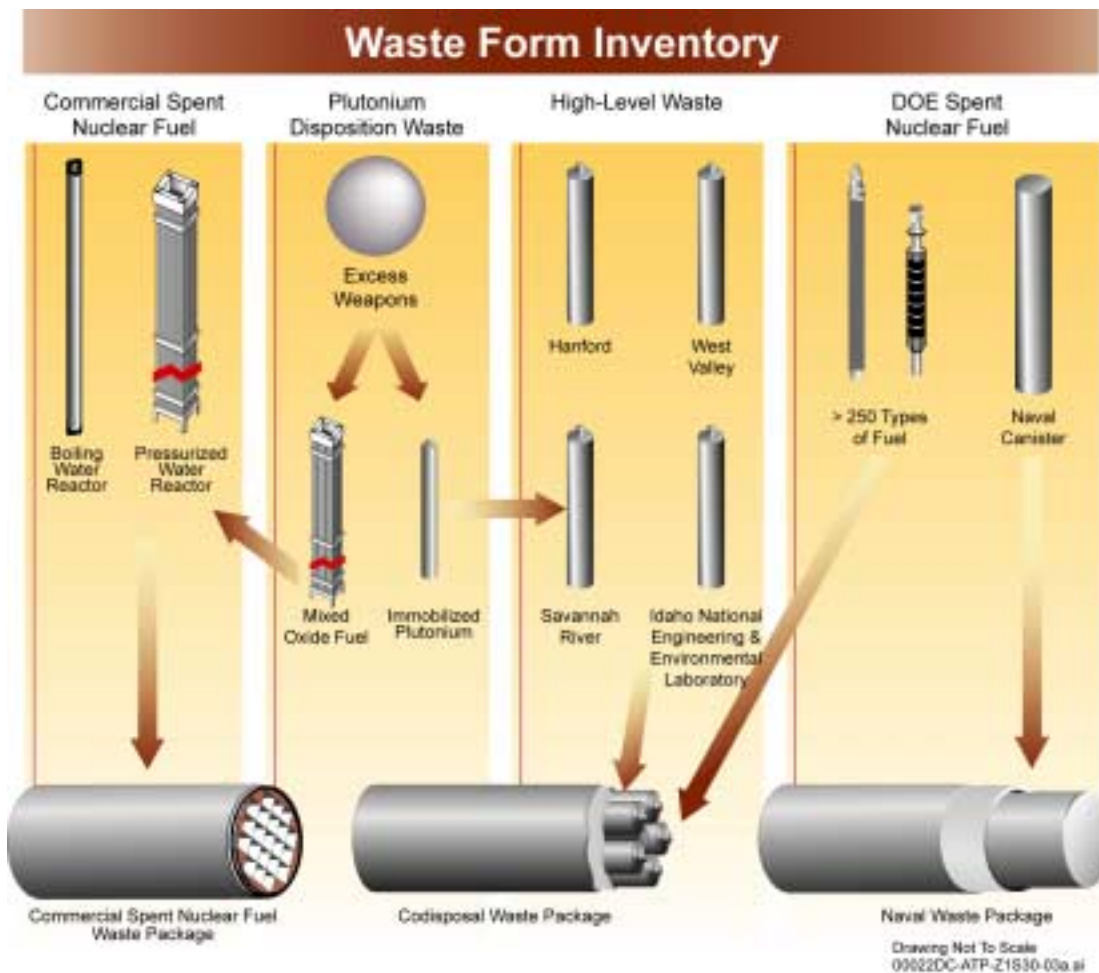 Waste Form Inventory
Commercial Spent
Nuclear Fuel
Plutonium
Disposition Waste
High-Level Waste
DOE Spent
Nuclear Fuel
Excess
Weapons
Hanford
West
Valley
> 250 Types
of Fuel
Naval
Canister
Boiling
Water
Reactor
Pressurized
Water
Reactor
Mixed
Oxide Fuel
Immobilized
Plutonium
Savannah
River
Idaho National
Engineering &
Environmental
Laboratory
Commercial Spent Nuclear Fuel
Waste Package
Codisposal Waste Package
Naval Waste Package
Drawing Not To Scale
00022DC-ATP-Z1S30-03a.ai